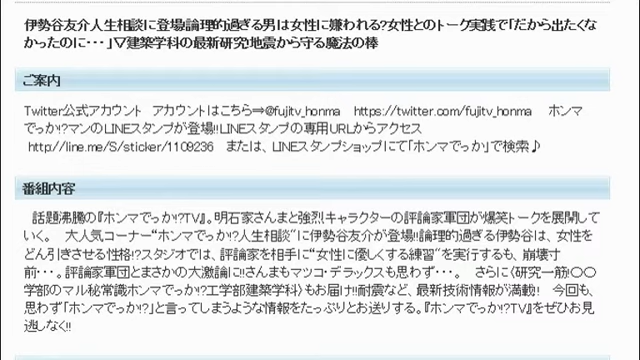 伊勢谷友介人生相談に登場!論理的過ぎる男は女性に嫌われる?女性とのトーク実践で「だから出たくな
かったのに・・・」▽建築学科の最新研究!地震から守る魔法の棒
ご案内
Twitter公式アカウント　アカウントはこちら⇒@fujitv_honma　https://twitter.com/fujitv_honma　ホンマ
でっか!?マンのLINEスタンプが登場!!LINEスタンプの専用URLからアクセス
http://line.me/S/sticker/1109236　または、LINEスタンプショップにて「ホンマでっか」で検索♪
番組内容
話題沸騰の『ホンマでっか!?TV』。明石家さんまと強烈キャラクターの評論家軍団が爆笑トークを展開して
いく。　大人気コーナー“ホンマでっか!?人生相談”に伊勢谷友介が登場!!論理的過ぎる伊勢谷は、女性を
どん引きさせる性格!?スタジオでは、評論家を相手に“女性に優しくする練習”を実行するも、崩壊寸
前・・・。評論家軍団とまさかの大激論に!!さんまもマツコ・デラックスも思わず・・・。　さらに〈研究一筋!○○
学部のマル秘常識ホンマでっか!?工学部建築学科〉もお届け!!耐震など、最新技術情報が満載!!　今回も、
思わず「ホンマでっか!?」と言ってしまうような情報をたっぷりとお送りする。『ホンマでっか!?TV』をぜひお見
逃しなく!!